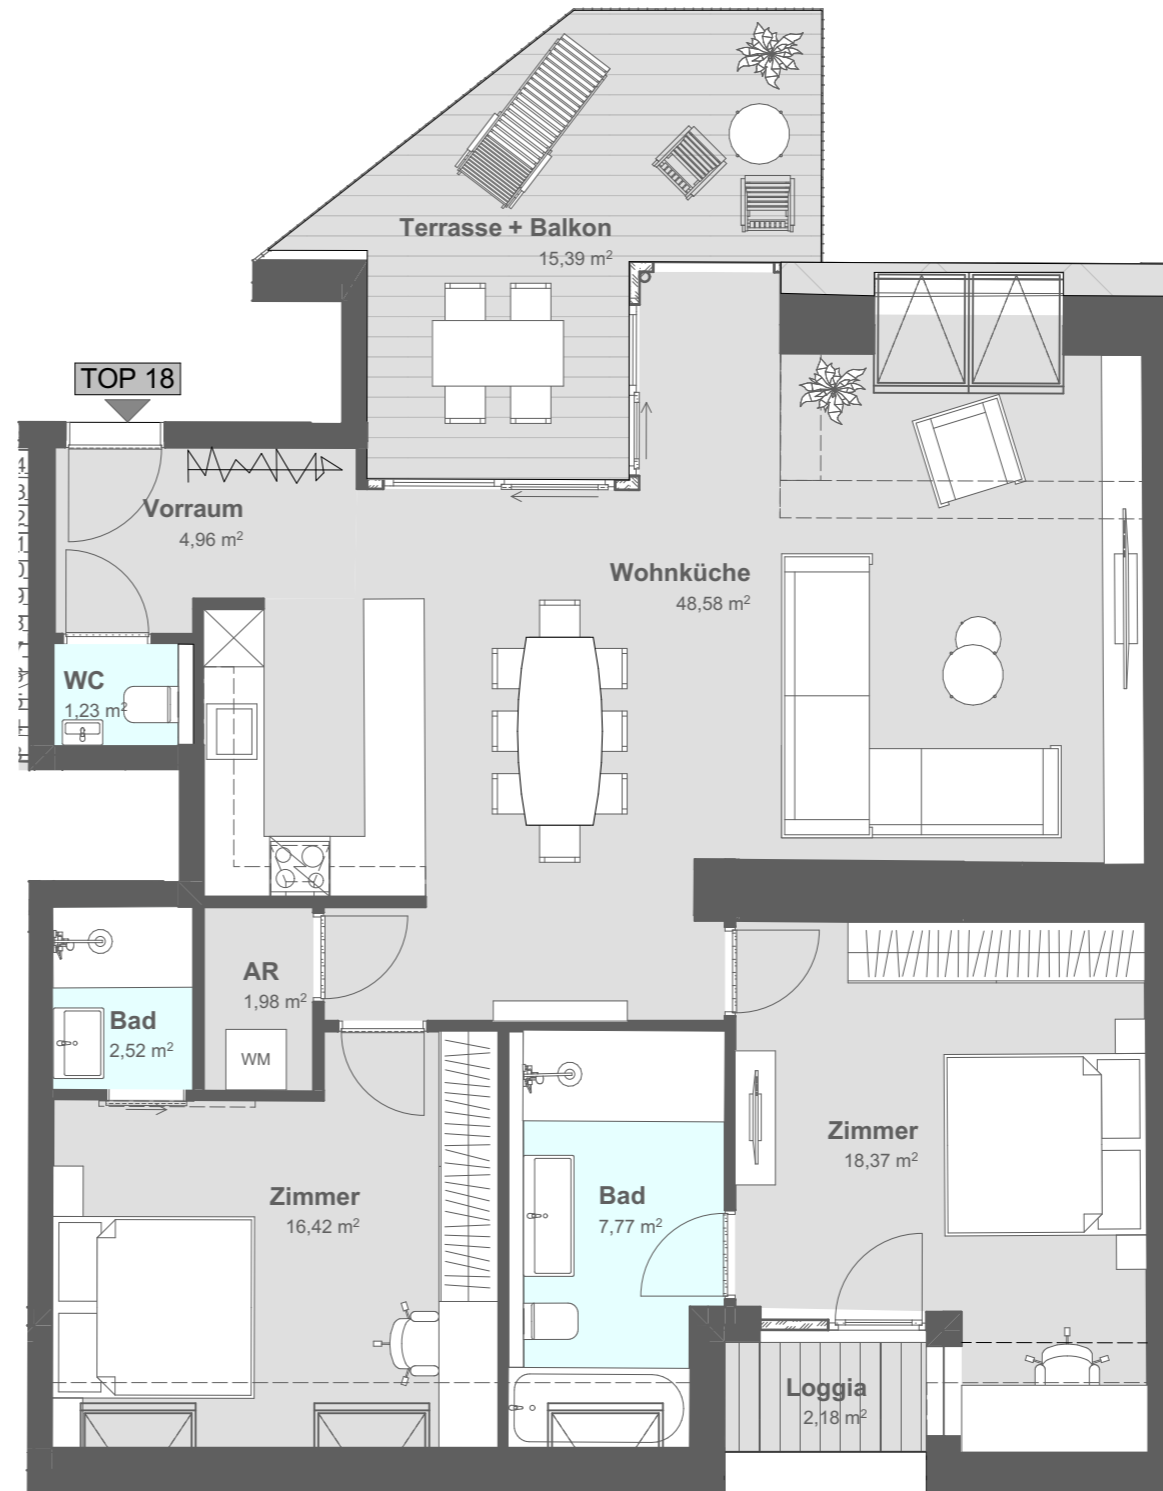 Terrasse + Balkon
15,39 m²
TOP 18
Vorraum
4,96 m²
Wohnküche
48,58 m²
WC
1,23 m²
AR
1,98 m²
WM
Bad
2,52 m²
Zimmer
16,42 m²
Bad
7,77 m²
Zimmer
18,37 m²
Loggia
2,18 m²